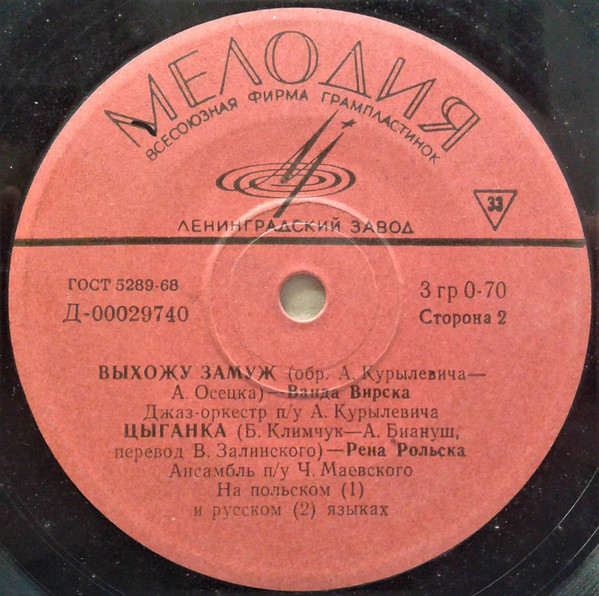 МЕЛОДИЯ
ВСЕСОЮЗНАЯ ФИРМА ГРАМПЛАСТИНОК
33
ЛЕНИНГРАДСКИЙ ЗАВОД
ГОСТ 5289-68
3 гр 0-70
Д-00029740
Сторона 2
ВЫХОЖУ ЗАМУЖ (обр. А. Курылевича—
А. Осецка)—Ванда Вирска
Джаз-оркестр п/у А. Курылевича
ЦЫГАНКА (Б. Климчук—А. Биануш,
перевод В. Залинского)—Рена Рольска
Ансамбль п/у Ч. Маевского
На польском (1)
и русском (2) языках